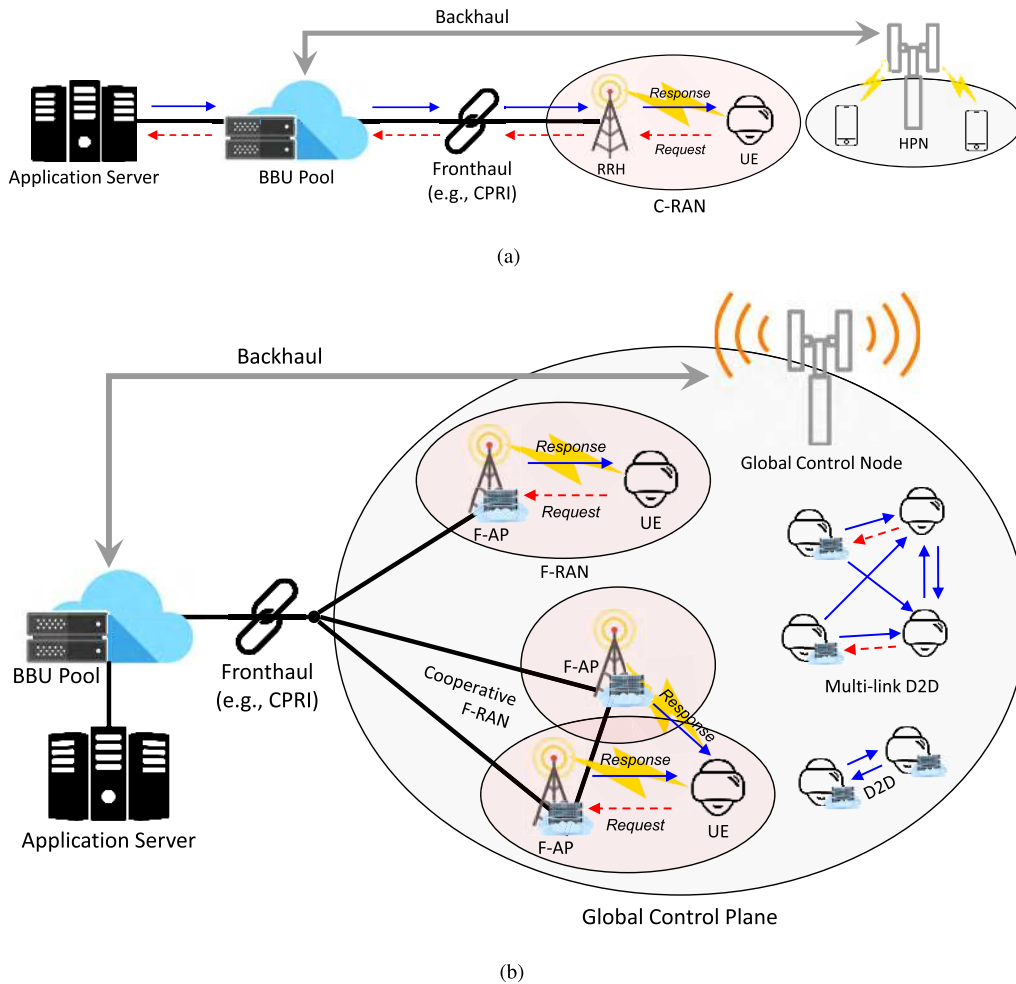 Backhaul
Response
Request
RRH
UE
HPN
Application Server
BBU Pool
Fronthaul
(e.g., CPRI)
C-RAN
(a)
Backhaul
Global Control Node
Response
Request
F-AP
UE
F-RAN
BBU Pool
Fronthaul
(e.g., CPRI)
Cooperative
F-RAN
F-AP
Response
Response
Request
F-AP
UE
Multi-link D2D
D2D
Application Server
Global Control Plane
(b)